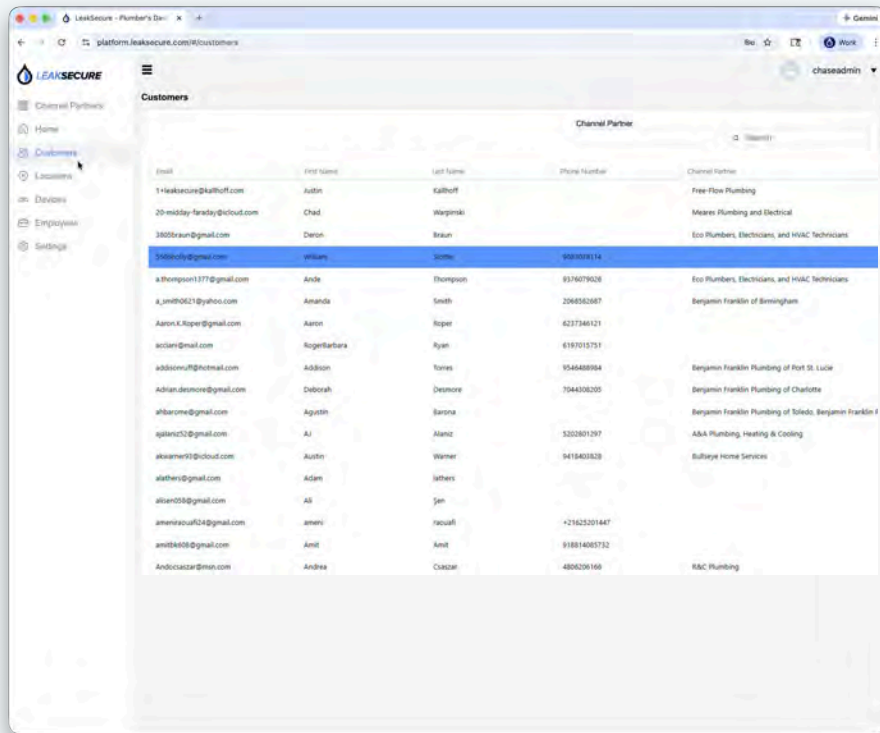 LeakSecure - Plumber's Das
Gemini
platform.leaksecure.com/#/customers
Work
LEAKSECURE
chaseadmin
Channel Partners
Home
Customers
Locations
Devices
Employees
Settings
Customers
Channel Partner
Search
Email First Name Last Name Phone Number Channel Partner
1+leaksecure@kallhoff.com Justin Kallhoff Free-Flow Plumbing
20-midday-faraday@icloud.com Chad Warpinski Meares Plumbing and Electrical
3805braun@gmail.com Deron Braun Eco Plumbers, Electricians, and HVAC Technicians
William
a.thompson1377@gmail.com Ande Thompson 9376079026 Eco Plumbers, Electricians, and HVAC Technicians
a_smith0621@yahoo.com Amanda Smith 2068562687 Benjamin Franklin of Birmingham
Aaron.K.Roper@gmail.com Aaron Roper 6237346121
acciani@mail.com RogerBarbara Ryan 6197015751
addisonruff@hotmail.com Addison Torres 9546488984 Benjamin Franklin Plumbing of Port St. Lucie
Adrian.desmore@gmail.com Deborah Desmore 7044308205 Benjamin Franklin Plumbing of Charlotte
ahbarome@gmail.com Agustin Barona Benjamin Franklin Plumbing of Toledo, Benjamin Franklin P
ajalaniz52@gmail.com AJ Alaniz 5202801297 A&A Plumbing, Heating & Cooling
akwarner93@icloud.com Austin Warner 9418403828 Bullseye Home Services
alathers@gmail.com Adam lathers
alisen058@gmail.com Ali Şen
ameniraouafi24@gmail.com ameni raouafi +21625201447
amitbk608@gmail.com Amit Amit 918814085732
Andocsaszar@msn.com Andrea Csaszar 4806206166 R&C Plumbing